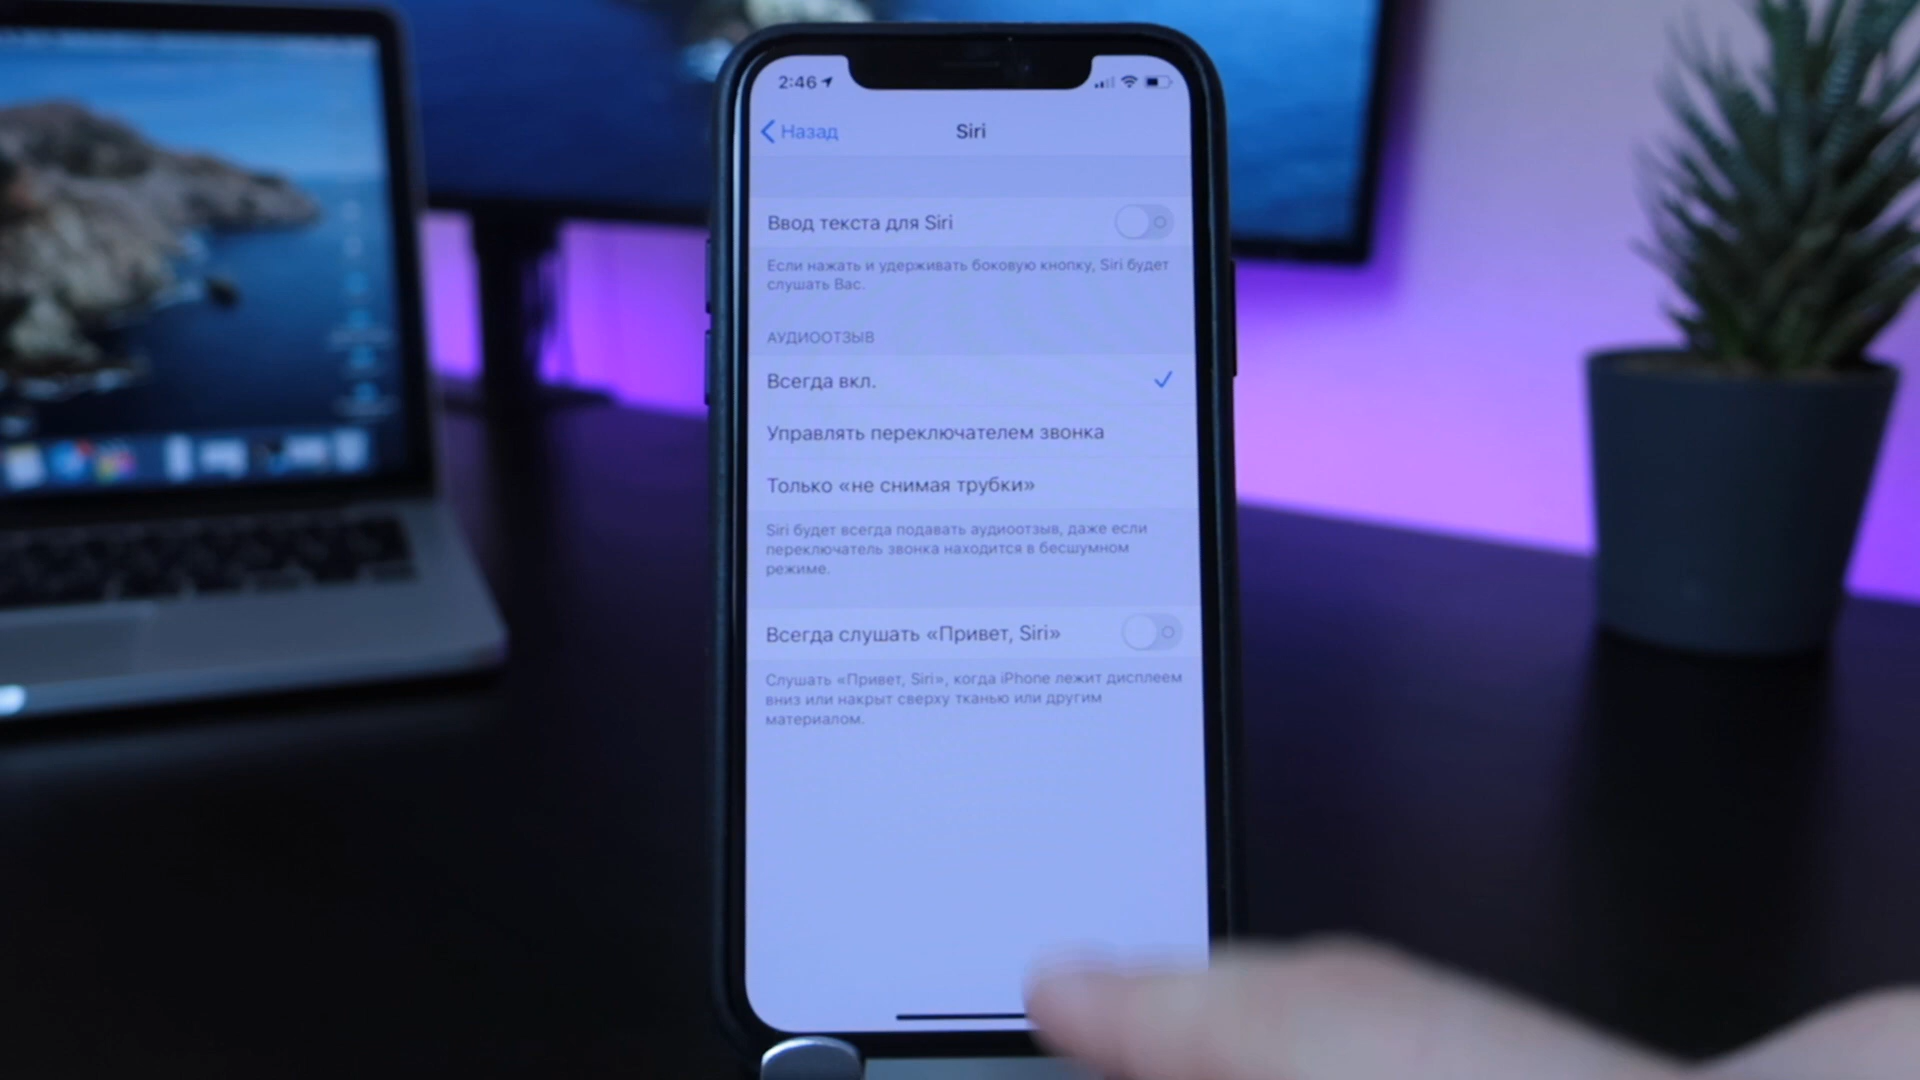 2:46
Назад
Siri
Ввод текста для Siri
Если нажать и удерживать боковую кнопку, Siri будет
слушать Вас.
АУДИООТЗЫВ
Всегда вкл.
Управлять переключателем звонка
Только «не снимая трубки»
Siri будет всегда подавать аудиоотзыв, даже если
переключатель звонка находится в бесшумном
режиме.
Всегда слушать «Привет, Siri»
Слушать «Привет, Siri», когда iPhone лежит дисплеем
вниз или накрыт сверху тканью или другим
материалом.